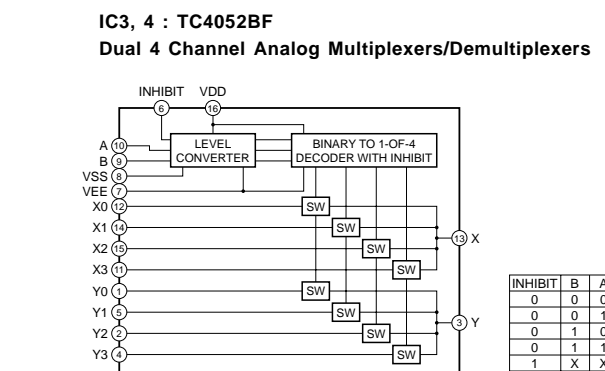 IC3, 4 : TC4052BF
Dual 4 Channel Analog Multiplexers/Demultiplexers
INHIBIT VDD
6 16
A 10
B 9
VSS 8
VEE 7
LEVEL
CONVERTER
BINARY TO 1-OF-4
DECODER WITH INHIBIT
X0 12 SW
X1 14 SW
X2 15 SW
X3 11 SW
13 X
Y0 1 SW
Y1 5 SW
Y2 2 SW
Y3 4 SW
3 Y
INHIBIT B A
0 0 0
0 0 1
0 1 0
0 1 1
1 X X